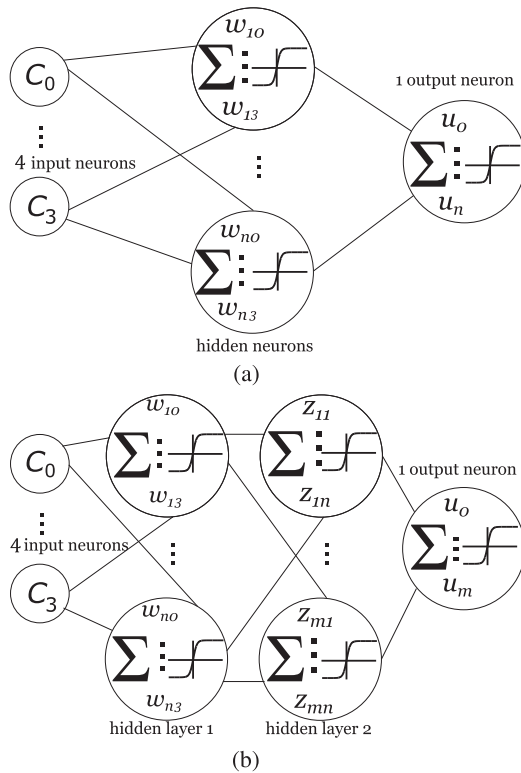 w10
C0
Σ
w13
1 output neuron
u0
Σ
un
4 input neurons
C3
wn0
Σ
wn3
hidden neurons
(a)
w10
z11
C0
Σ
Σ
w13
z1n
1 output neuron
u0
Σ
um
4 input neurons
C3
wn0
zm1
Σ
Σ
wn3
zmn
hidden layer 1
hidden layer 2
(b)